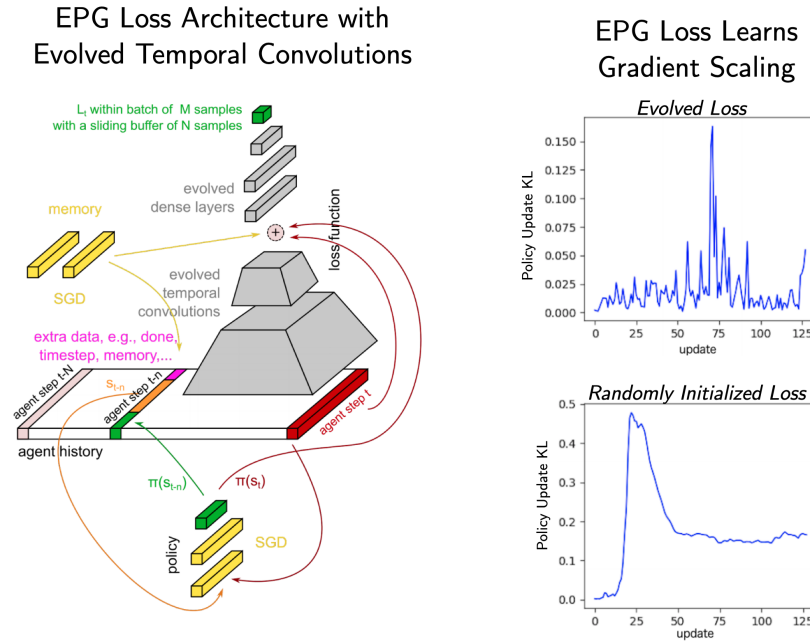 EPG Loss Architecture with
Evolved Temporal Convolutions
L_t within batch of M samples
with a sliding buffer of N samples
evolved
dense layers
memory
SGD
+
loss function
evolved
temporal
convolutions
extra data, e.g., done,
timestep, memory,...
agent step t-N
s_{t-n}
agent step t-n
agent step t
agent history
π(s_{t-n})
π(s_t)
policy
SGD
EPG Loss Learns
Gradient Scaling
Evolved Loss
Policy Update KL
0.150
0.125
0.100
0.075
0.050
0.025
0.000
0 25 50 75 100 125
update
Randomly Initialized Loss
Policy Update KL
0.5
0.4
0.3
0.2
0.1
0.0
0 25 50 75 100 125
update